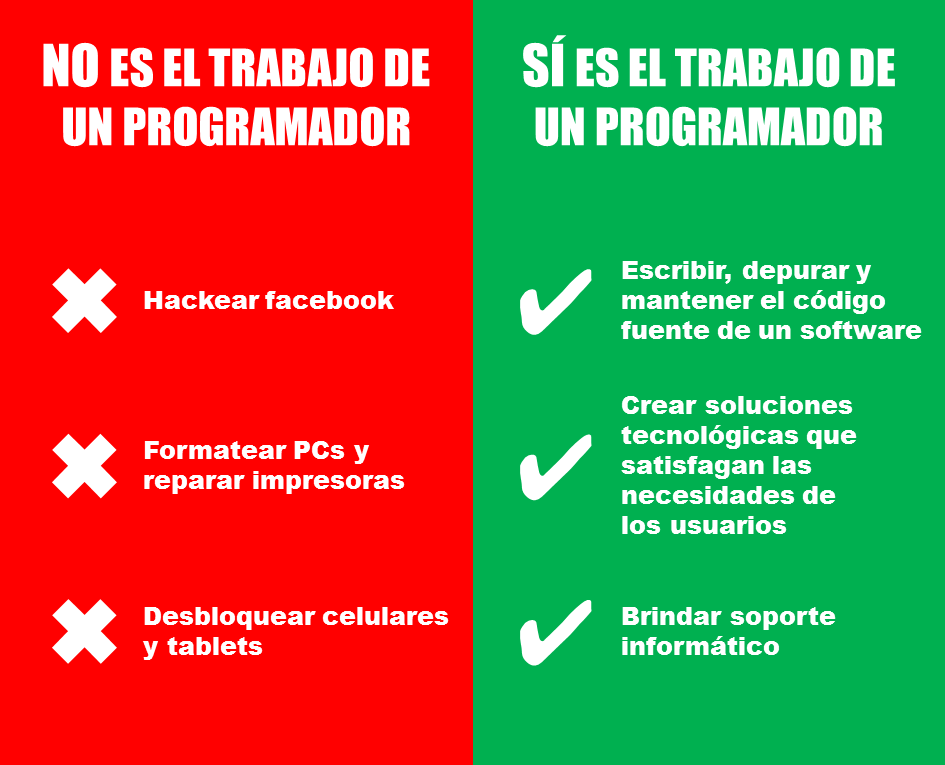 NO ES EL TRABAJO DE
UN PROGRAMADOR
Hackear facebook
Formatear PCs y
reparar impresoras
Desbloquear celulares
y tablets
SÍ ES EL TRABAJO DE
UN PROGRAMADOR
Escribir, depurar y
mantener el código
fuente de un software
Crear soluciones
tecnológicas que
satisfagan las
necesidades de
los usuarios
Brindar soporte
informático